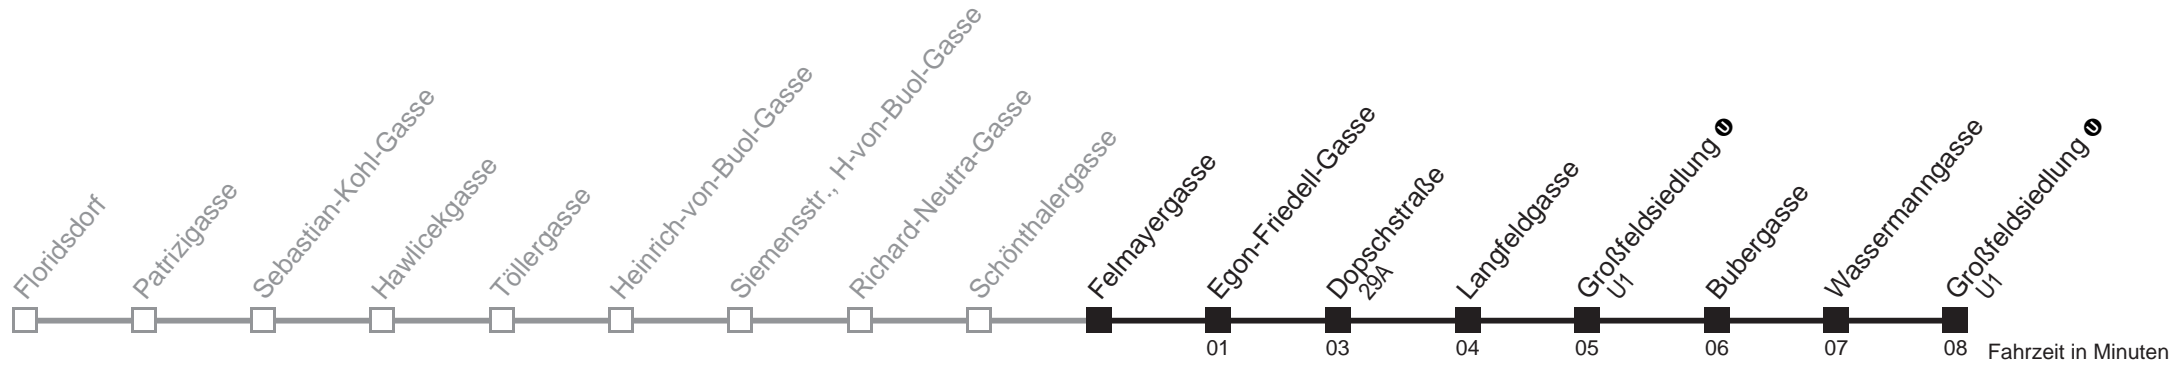 Floridsdorf
Patrizigasse
Sebastian-Kohl-Gasse
Hawlicekgasse
Töllergasse
Heinrich-von-Buol-Gasse
Siemensstr., H-von-Buol-Gasse
Richard-Neutra-Gasse
Schönthalergasse
Felmayergasse
Egon-Friedell-Gasse
Dopschstraße
29A
Langfeldgasse
Großfeldsiedlung U
U1
Bubergasse
Wassermanngasse
Großfeldsiedlung U
U1
01 03 04 05 06 07 08 Fahrzeit in Minuten